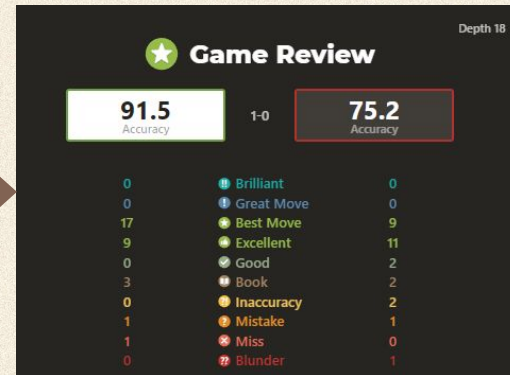 Depth 18
Game Review
91.5 1-0 75.2
Accuracy Accuracy
0 !! Brilliant 0
0 ! Great Move 0
17 Best Move 9
9 Excellent 11
0 Good 2
3 Book 2
0 ?! Inaccuracy 2
1 ? Mistake 1
1 Miss 0
0 ?? Blunder 1